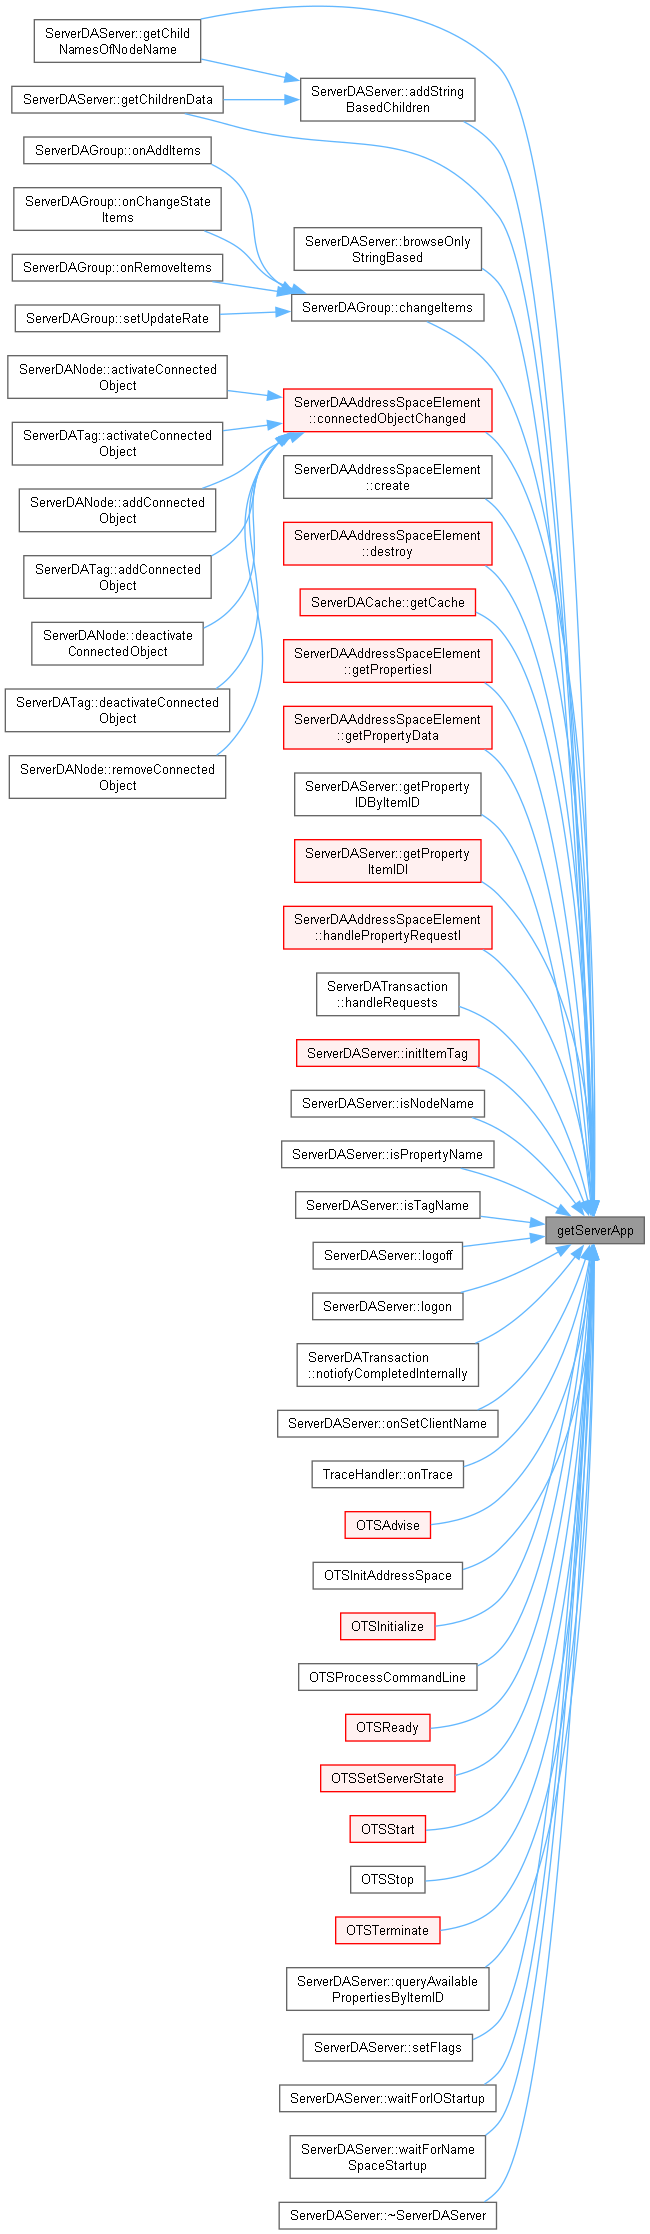 ServerDAServer::getChild
NamesOfNodeName
ServerDAServer::getChildrenData
ServerDAServer::addString
BasedChildren
ServerDAGroup::onAddItems
ServerDAGroup::onChangeState
Items
ServerDAServer::browseOnly
StringBased
ServerDAGroup::onRemoveItems
ServerDAGroup::changeItems
ServerDAGroup::setUpdateRate
ServerDANode::activateConnected
Object
ServerDAAddressSpaceElement
::connectedObjectChanged
ServerDATag::activateConnected
Object
ServerDAAddressSpaceElement
::create
ServerDANode::addConnected
Object
ServerDAAddressSpaceElement
::destroy
ServerDATag::addConnected
Object
ServerDACache::getCache
ServerDANode::deactivate
ConnectedObject
ServerDAAddressSpaceElement
::getPropertiesI
ServerDATag::deactivateConnected
Object
ServerDAAddressSpaceElement
::getPropertyData
ServerDANode::removeConnected
Object
ServerDAServer::getProperty
IDByItemID
ServerDAServer::getProperty
ItemIDI
ServerDAAddressSpaceElement
::handlePropertyRequestI
ServerDATransaction
::handleRequests
ServerDAServer::initItemTag
ServerDAServer::isNodeName
ServerDAServer::isPropertyName
ServerDAServer::isTagName
getServerApp
ServerDAServer::logoff
ServerDAServer::logon
ServerDATransaction
::notiofyCompletedInternally
ServerDAServer::onSetClientName
TraceHandler::onTrace
OTSAdvise
OTSInitAddressSpace
OTSInitialize
OTSProcessCommandLine
OTSReady
OTSSetServerState
OTSStart
OTSStop
OTSTerminate
ServerDAServer::queryAvailable
PropertiesByItemID
ServerDAServer::setFlags
ServerDAServer::waitForIOStartup
ServerDAServer::waitForName
SpaceStartup
ServerDAServer::~ServerDAServer